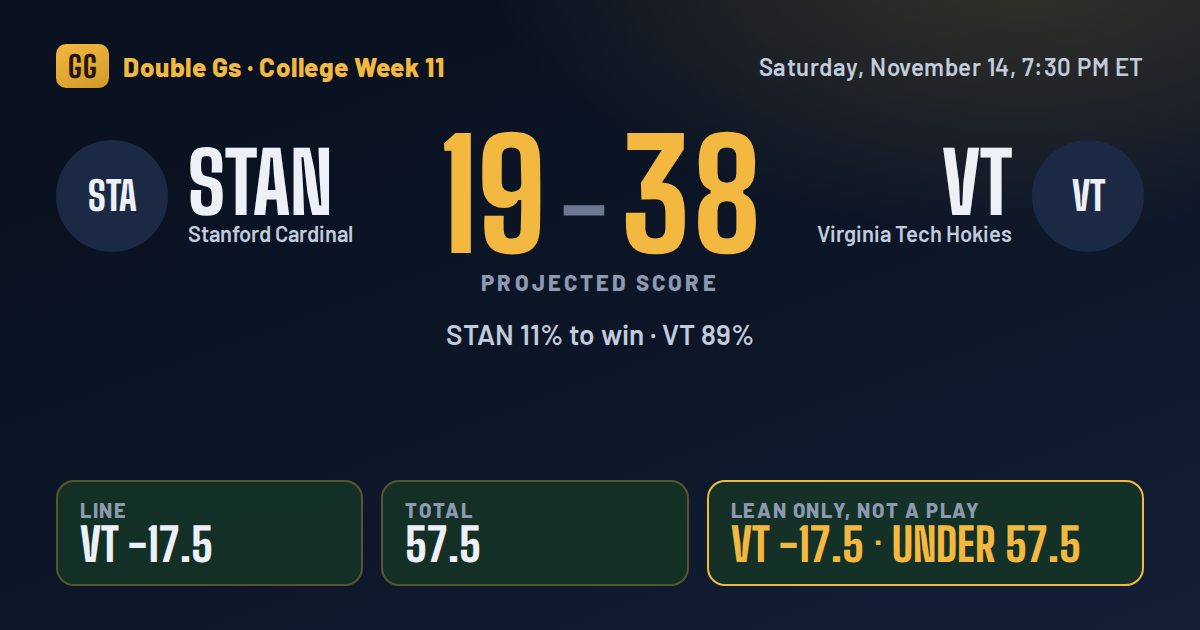 GG Double Gs · College Week 11
Saturday, November 14, 7:30 PM ET
STA
STAN
Stanford Cardinal
19 – 38
PROJECTED SCORE
STAN 11% to win · VT 89%
VT
Virginia Tech Hokies
VT
LINE
VT −17.5
TOTAL
57.5
LEAN ONLY, NOT A PLAY
VT −17.5 · UNDER 57.5